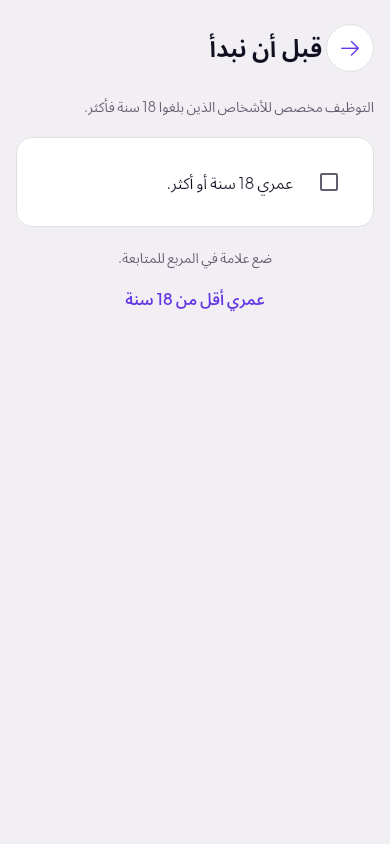 قبل أن نبدأ
التوظيف مخصص للأشخاص الذين بلغوا 18 سنة فأكثر.
عمري 18 سنة أو أكثر.
ضع علامة في المربع للمتابعة.
عمري أقل من 18 سنة